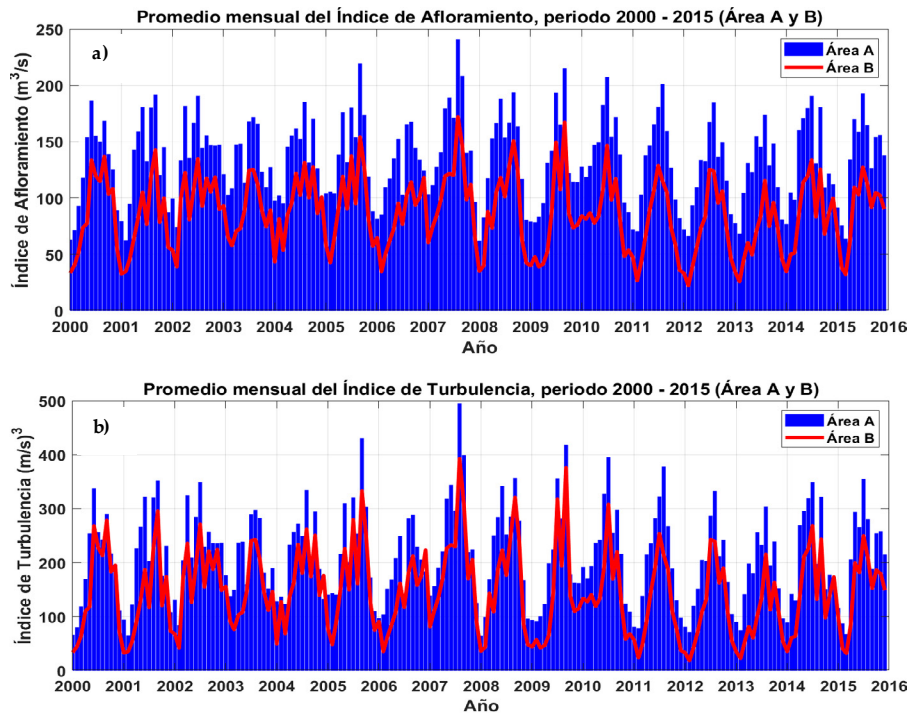 Promedio mensual del Índice de Afloramiento, periodo 2000 - 2015 (Área A y B)
a)
Área A
Área B
Índice de Afloramiento (m³/s)
250
200
150
100
50
0
2000 2001 2002 2003 2004 2005 2006 2007 2008 2009 2010 2011 2012 2013 2014 2015 2016
Año
Promedio mensual del Índice de Turbulencia, periodo 2000 - 2015 (Área A y B)
b)
Área A
Área B
Índice de Turbulencia (m/s)³
500
400
300
200
100
0
2000 2001 2002 2003 2004 2005 2006 2007 2008 2009 2010 2011 2012 2013 2014 2015 2016
Año